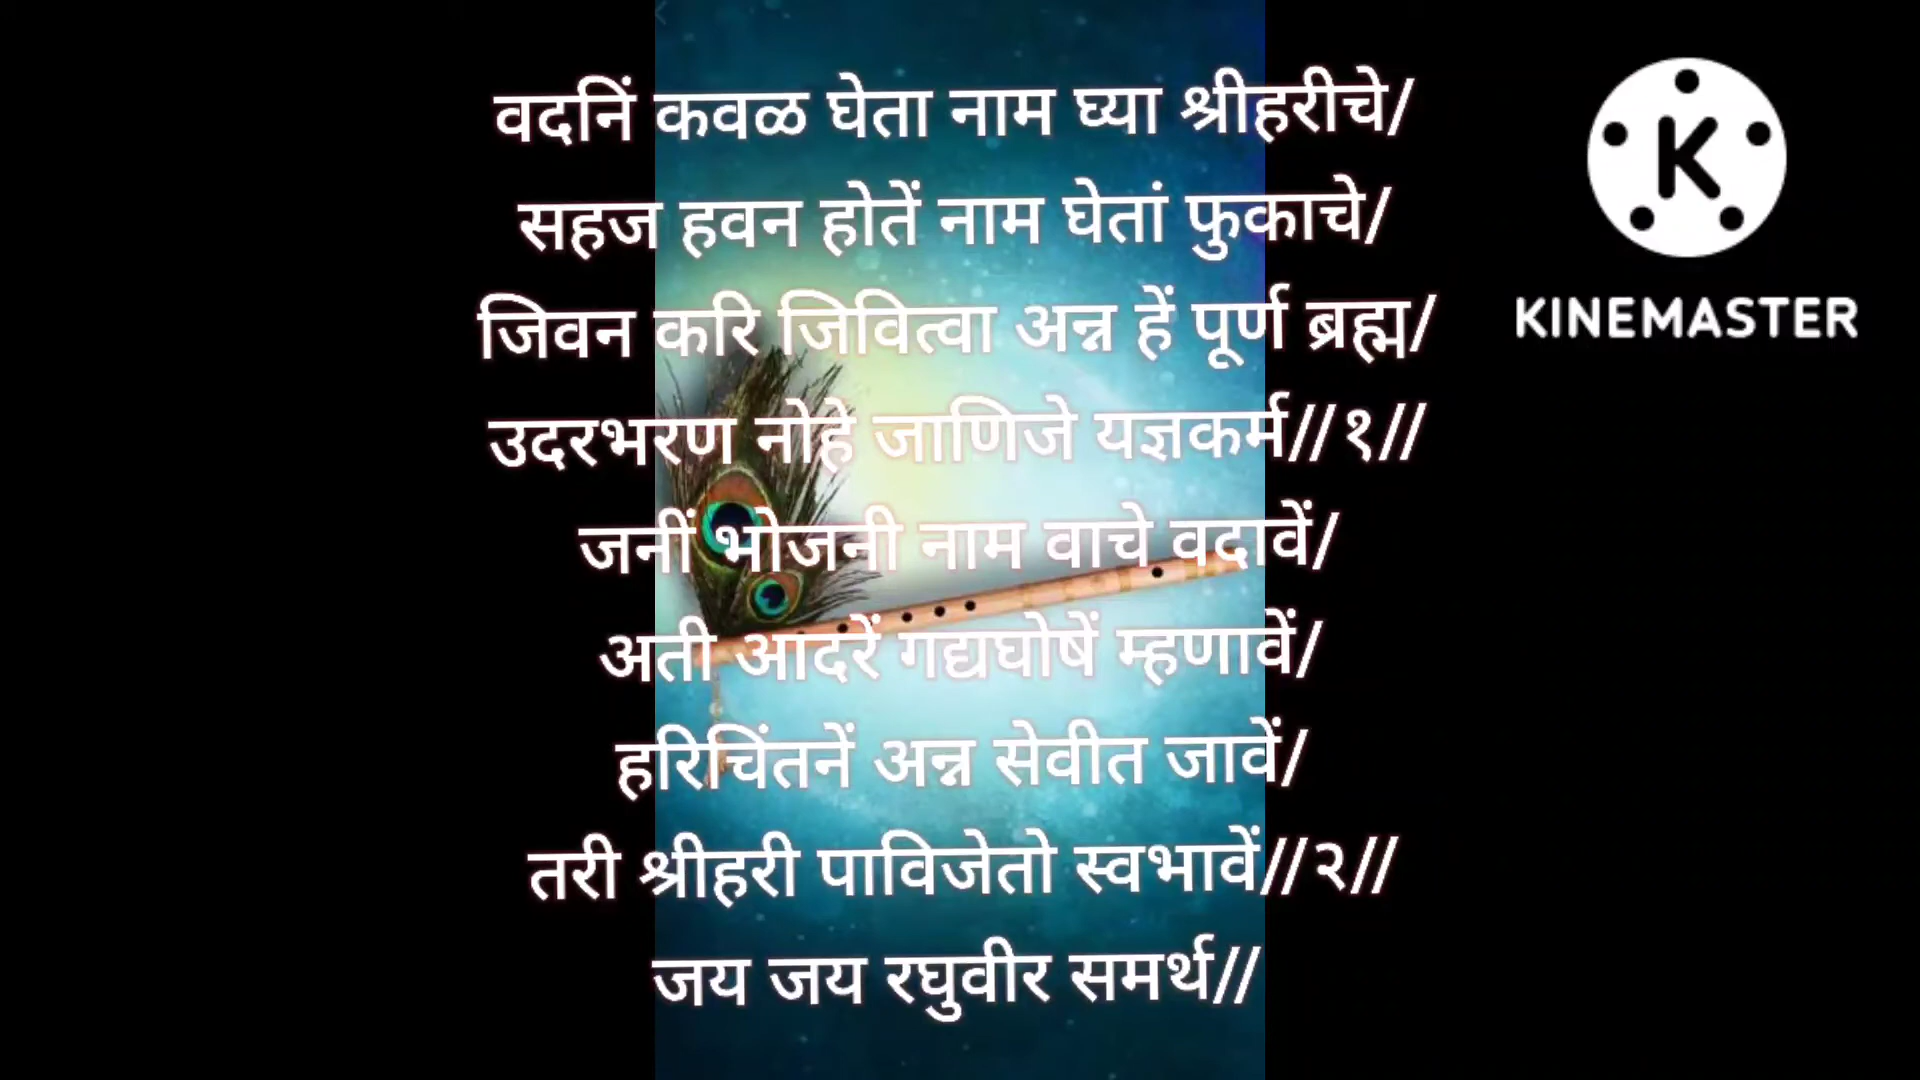 वदनिं कवळ घेता नाम घ्या श्रीहरीचे/
सहज हवन होतें नाम घेतां फुकाचे/
जिवन करि जिवित्वा अन्न हें पूर्ण ब्रह्म/
उदरभरण नोहे जाणिजे यज्ञकर्म//१//
जनीं भोजनी नाम वाचे वदावें/
अती आदरें गद्यघोषें म्हणावें/
हरिचिंतनें अन्न सेवीत जावें/
तरी श्रीहरी पाविजेतो स्वभावें//२//
जय जय रघुवीर समर्थ//
K
KINEMASTER